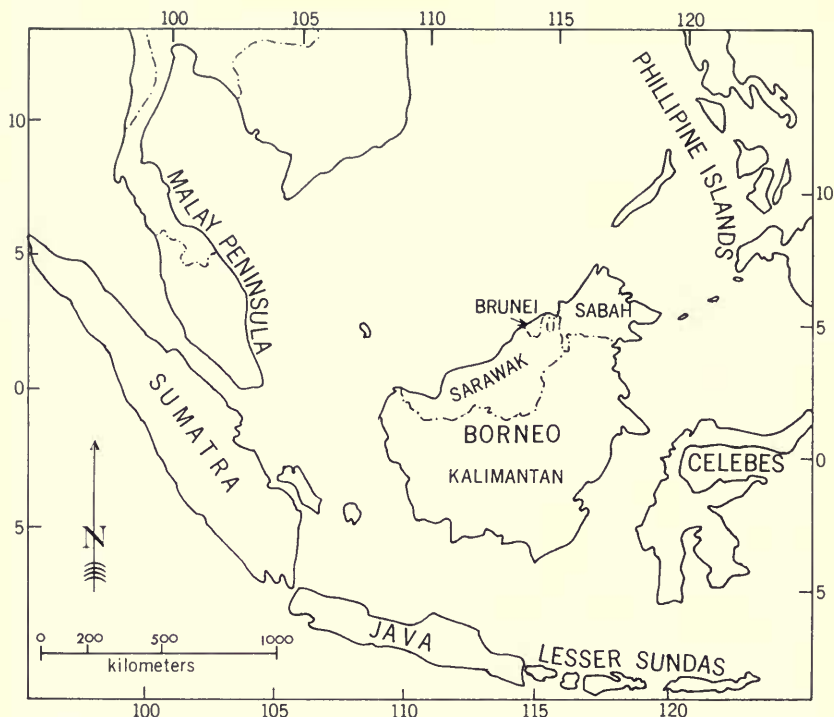 100 105 110 115 120
10
PHILLIPINE ISLANDS
MALAY PENINSULA
10
5
BRUNEI
SABAH
5
SARAWAK
0
SUMATRA
BORNEO
0
CELEBES
KALIMANTAN
5
N
5
0 200 500 1000
kilometers
JAVA
LESSER SUNDAS
100 105 110 115 120